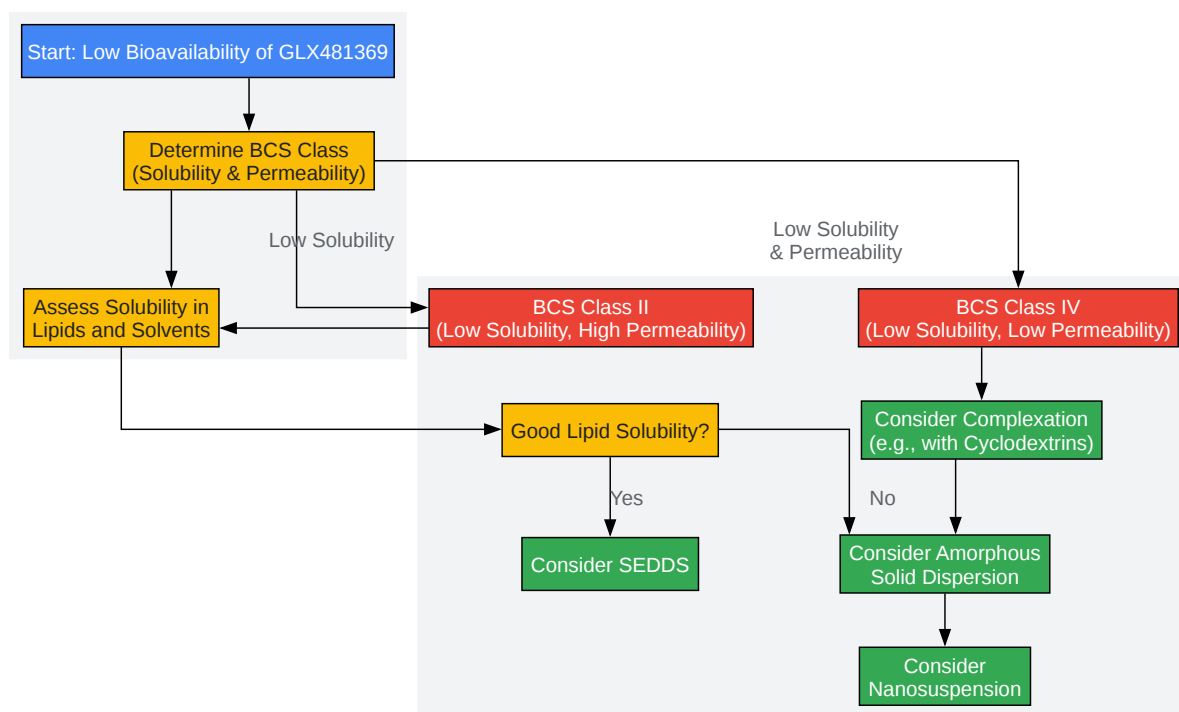 Start: Low Bioavailability of GLX481369
Determine BCS Class
(Solubility & Permeability)
Low Solubility
Low Solubility
& Permeability
Assess Solubility in
Lipids and Solvents
BCS Class II
(Low Solubility, High Permeability)
BCS Class IV
(Low Solubility, Low Permeability)
Good Lipid Solubility?
Consider Complexation
(e.g., with Cyclodextrins)
Yes
No
Consider SEDDS
Consider Amorphous
Solid Dispersion
Consider
Nanosuspension